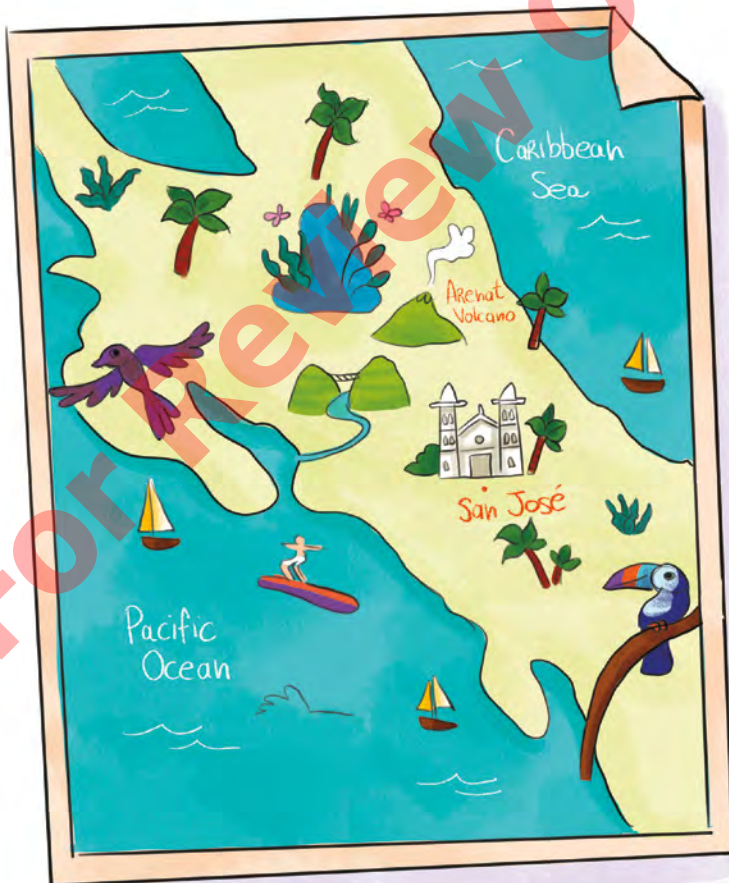 For Review O
Caribbean
Sea
Arenat
Volcano
San José
Pacific
Ocean